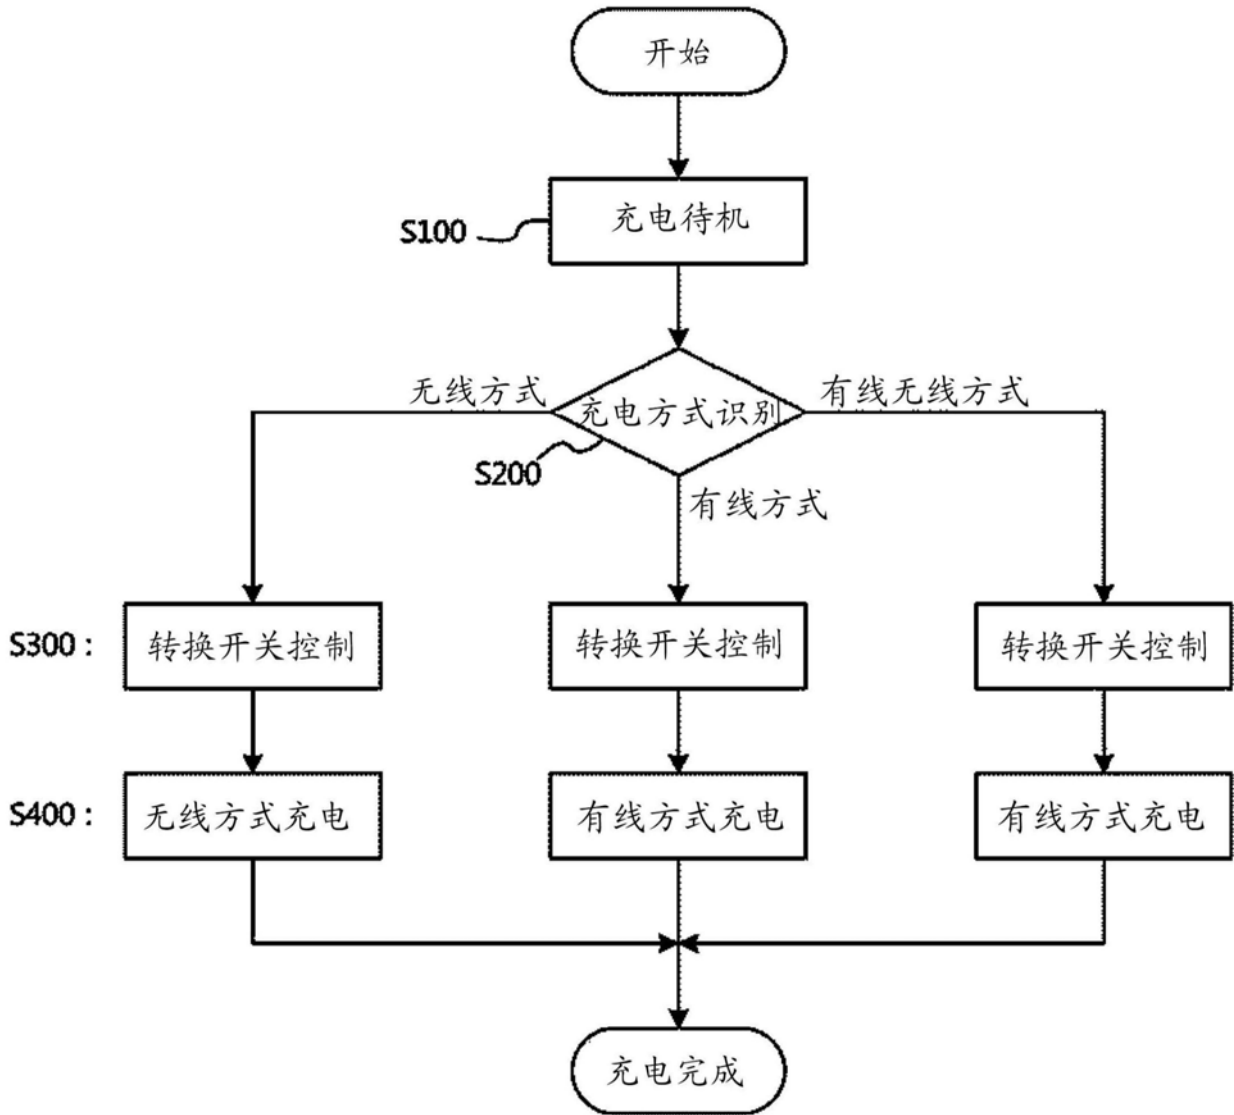 开始
S100
充电待机
无线方式
充电方式识别
有线无线方式
S200
有线方式
S300：
转换开关控制
转换开关控制
转换开关控制
S400：
无线方式充电
有线方式充电
有线方式充电
充电完成